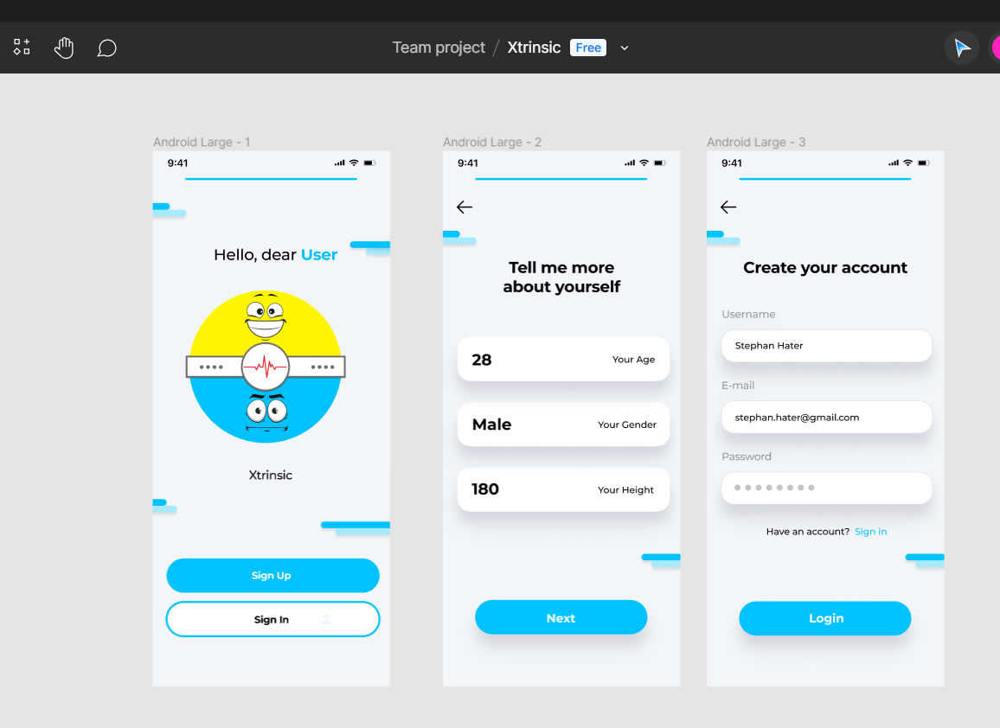 Team project / Xtrinsic Free
Android Large - 1
9:41
Hello, dear User
Xtrinsic
Sign Up
Sign In
Android Large - 2
9:41
Tell me more
about yourself
28 Your Age
Male Your Gender
180 Your Height
Next
Android Large - 3
9:41
Create your account
Username
Stephan Hater
E-mail
stephan.hater@gmail.com
Password
Have an account? Sign in
Login